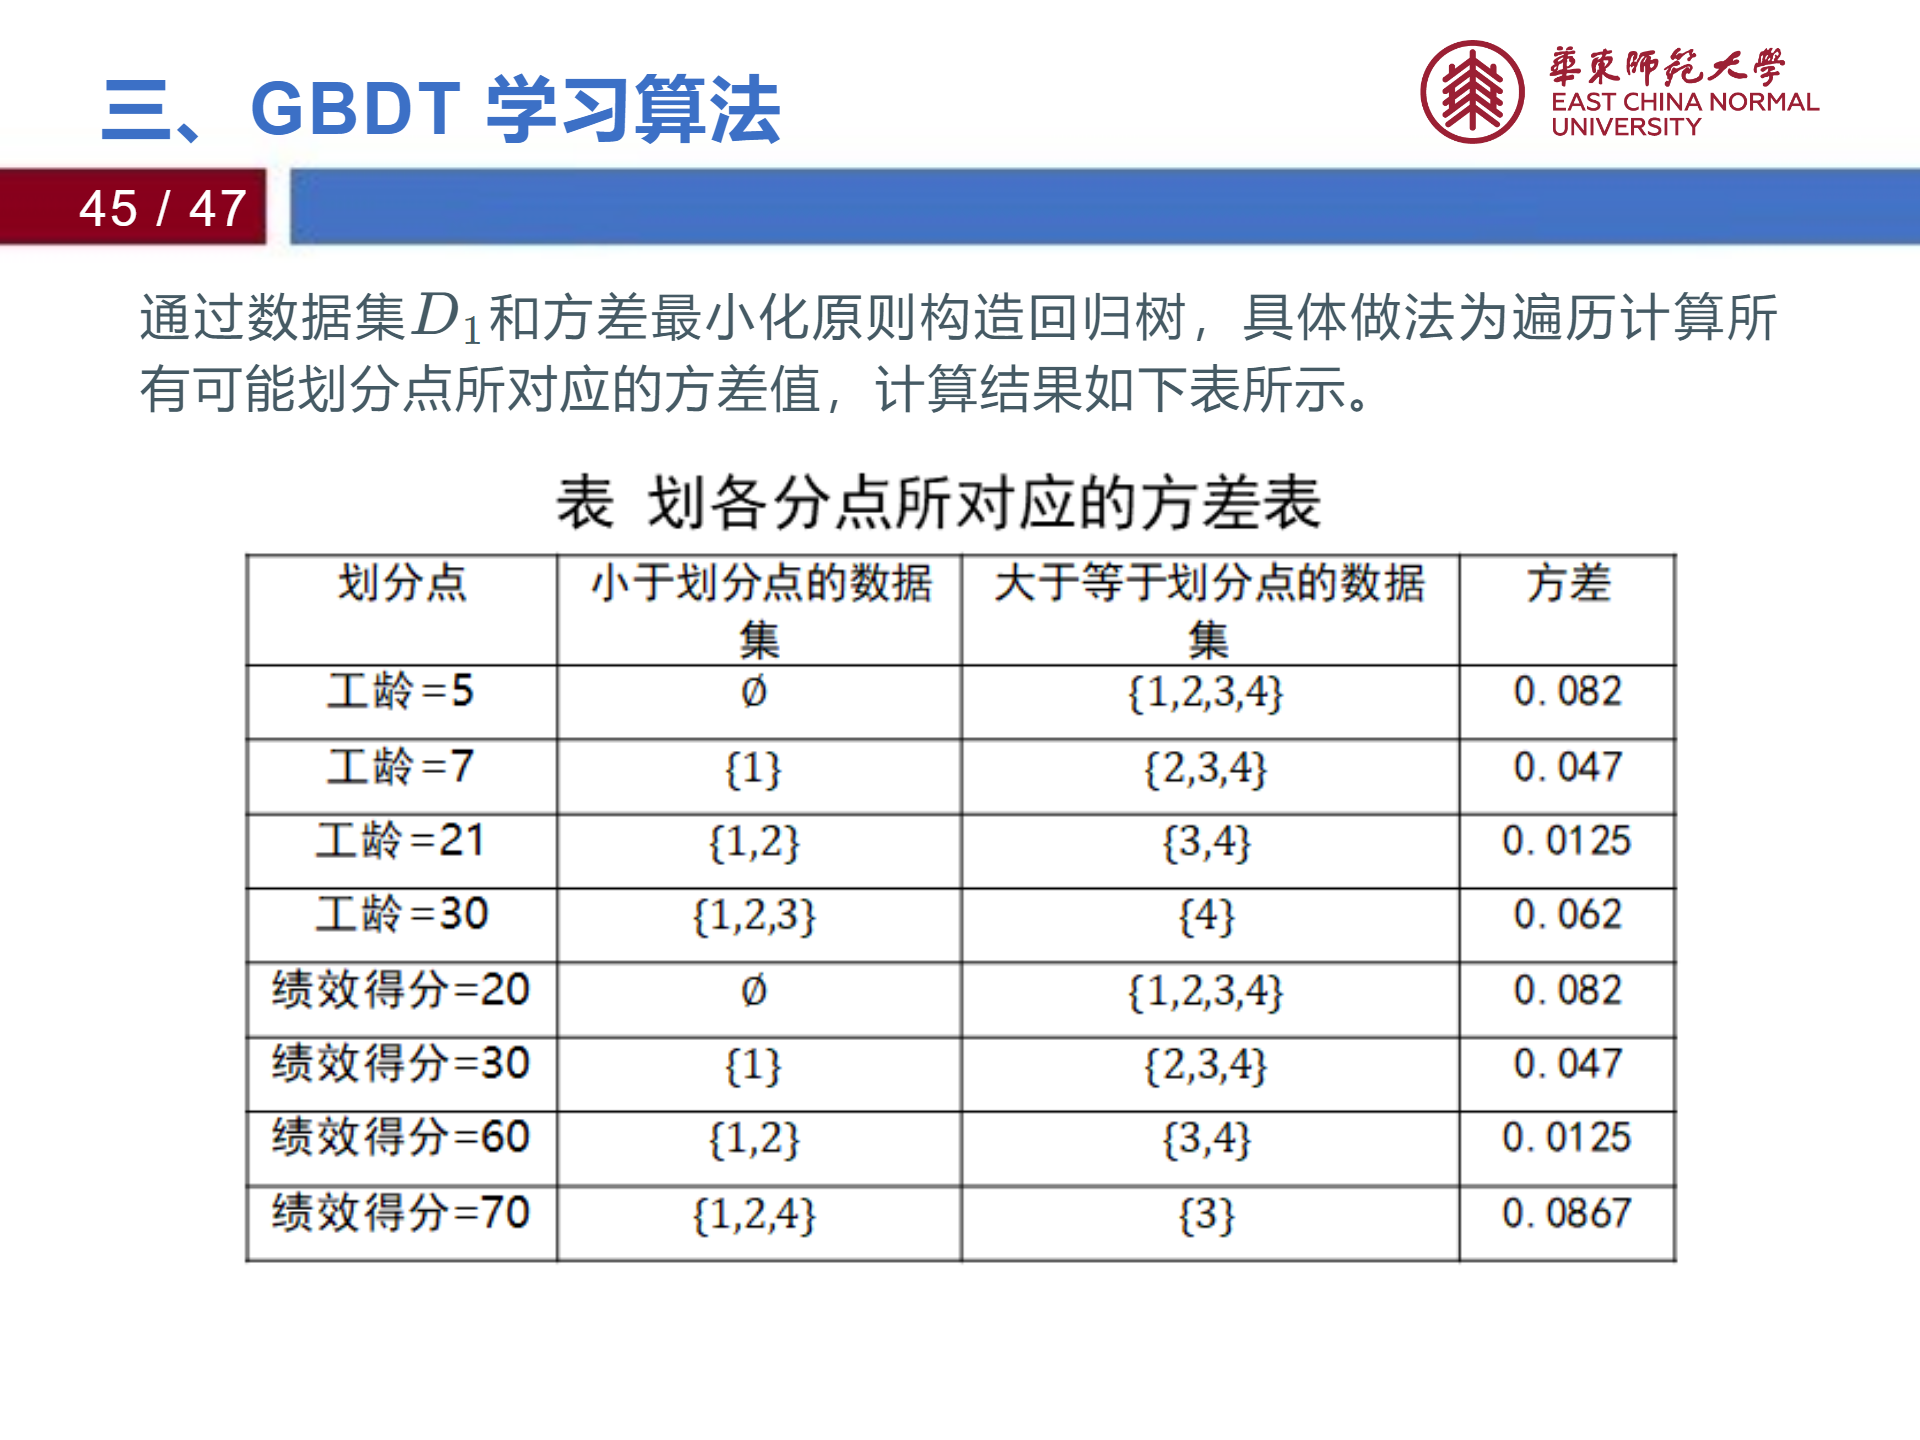 三、GBDT 学习算法
華東师范大學
EAST CHINA NORMAL
UNIVERSITY
45 / 47
通过数据集D₁和方差最小化原则构造回归树，具体做法为遍历计算所
有可能划分点所对应的方差值，计算结果如下表所示。
表 划各分点所对应的方差表
划分点 小于划分点的数据集 大于等于划分点的数据集 方差
工龄=5 ∅ {1,2,3,4} 0.082
工龄=7 {1} {2,3,4} 0.047
工龄=21 {1,2} {3,4} 0.0125
工龄=30 {1,2,3} {4} 0.062
绩效得分=20 ∅ {1,2,3,4} 0.082
绩效得分=30 {1} {2,3,4} 0.047
绩效得分=60 {1,2} {3,4} 0.0125
绩效得分=70 {1,2,4} {3} 0.0867